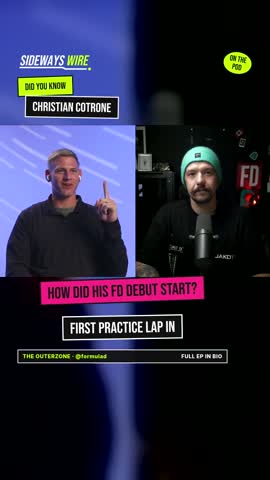 SIDEWAYS WIRE.
ON THE
POD
DID YOU KNOW
CHRISTIAN COTRONE
FD
HOW DID HIS FD DEBUT START?
FIRST PRACTICE LAP IN
THE OUTERZONE - @formulad
FULL EP IN BIO